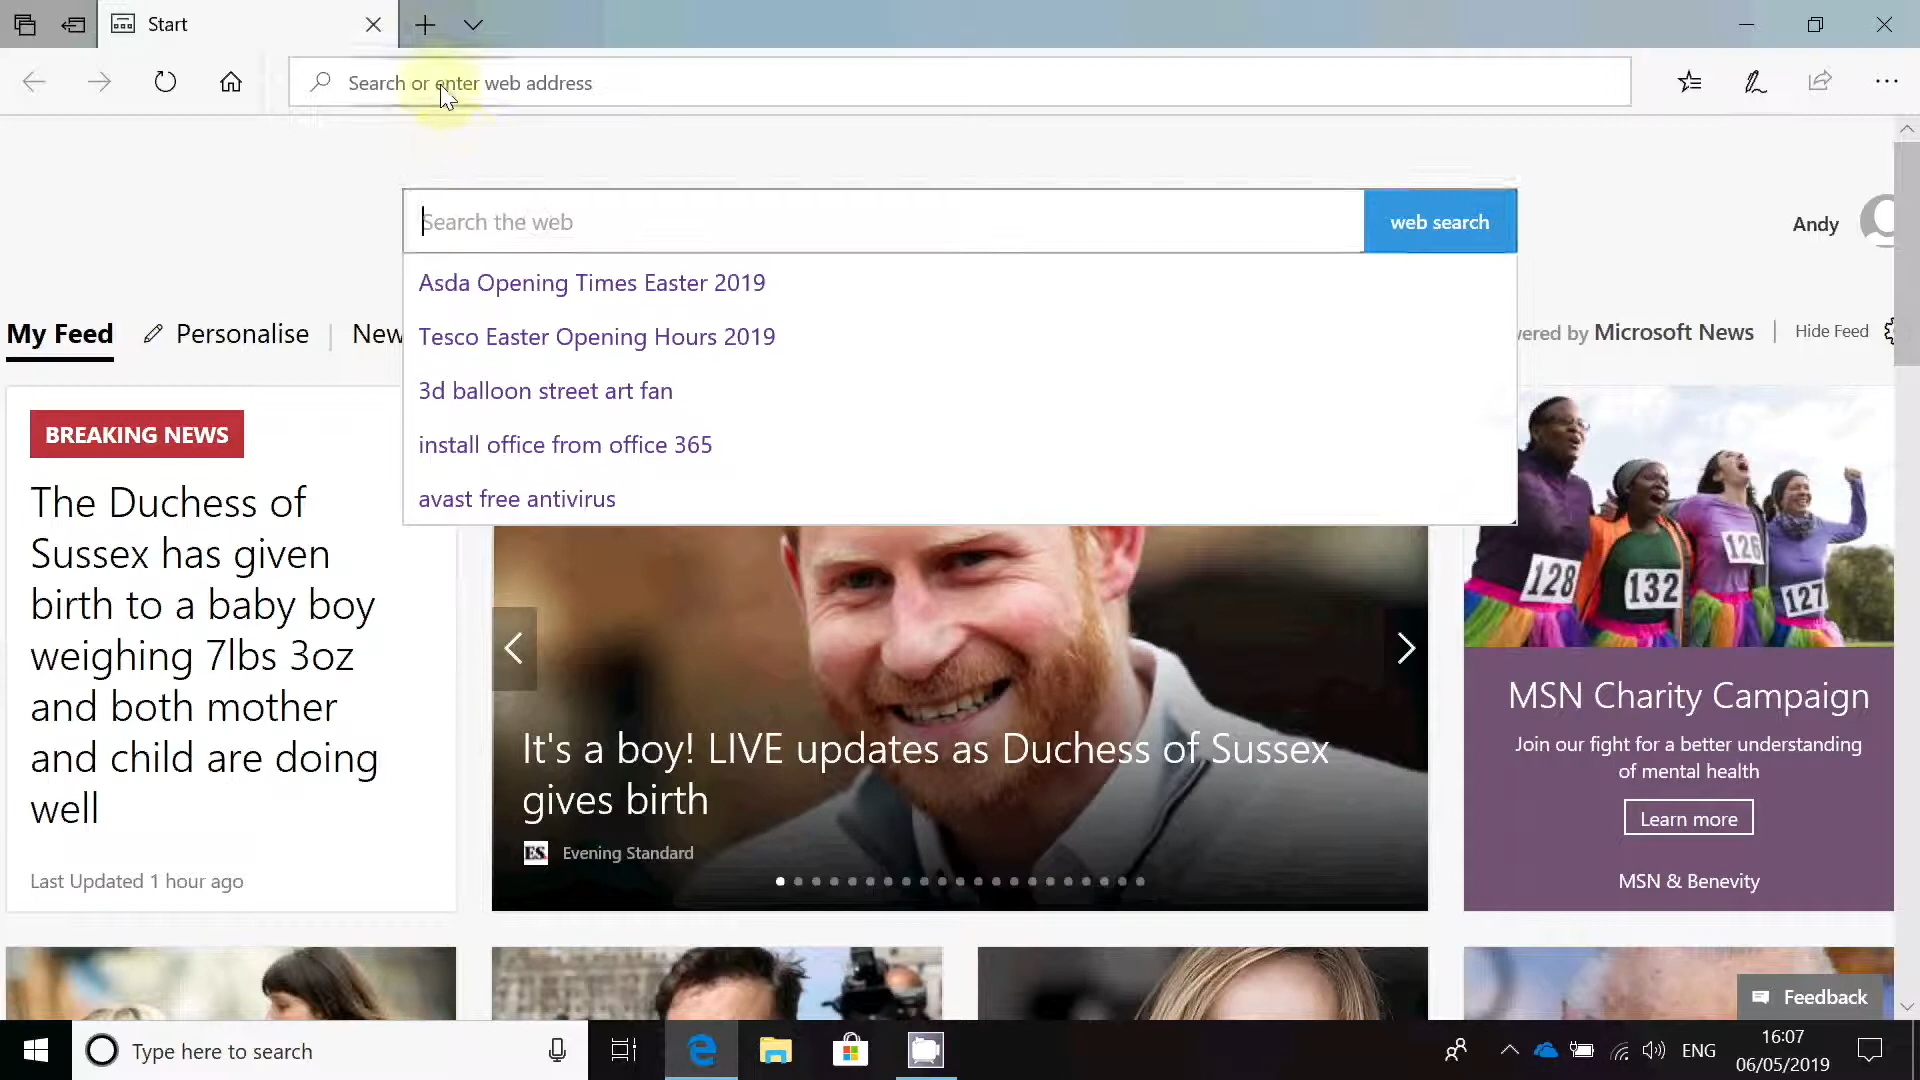 Start
Search or enter web address
Search the web
web search
Andy
Asda Opening Times Easter 2019
Tesco Easter Opening Hours 2019
3d balloon street art fan
install office from office 365
avast free antivirus
My Feed
Personalise
New
ered by Microsoft News
Hide Feed
BREAKING NEWS
The Duchess of
Sussex has given
birth to a baby boy
weighing 7lbs 3oz
and both mother
and child are doing
well
Last Updated 1 hour ago
It's a boy! LIVE updates as Duchess of Sussex
gives birth
ES
Evening Standard
128
132
126
127
MSN Charity Campaign
Join our fight for a better understanding
of mental health
Learn more
MSN & Benevity
Feedback
Type here to search
ENG
16:07
06/05/2019